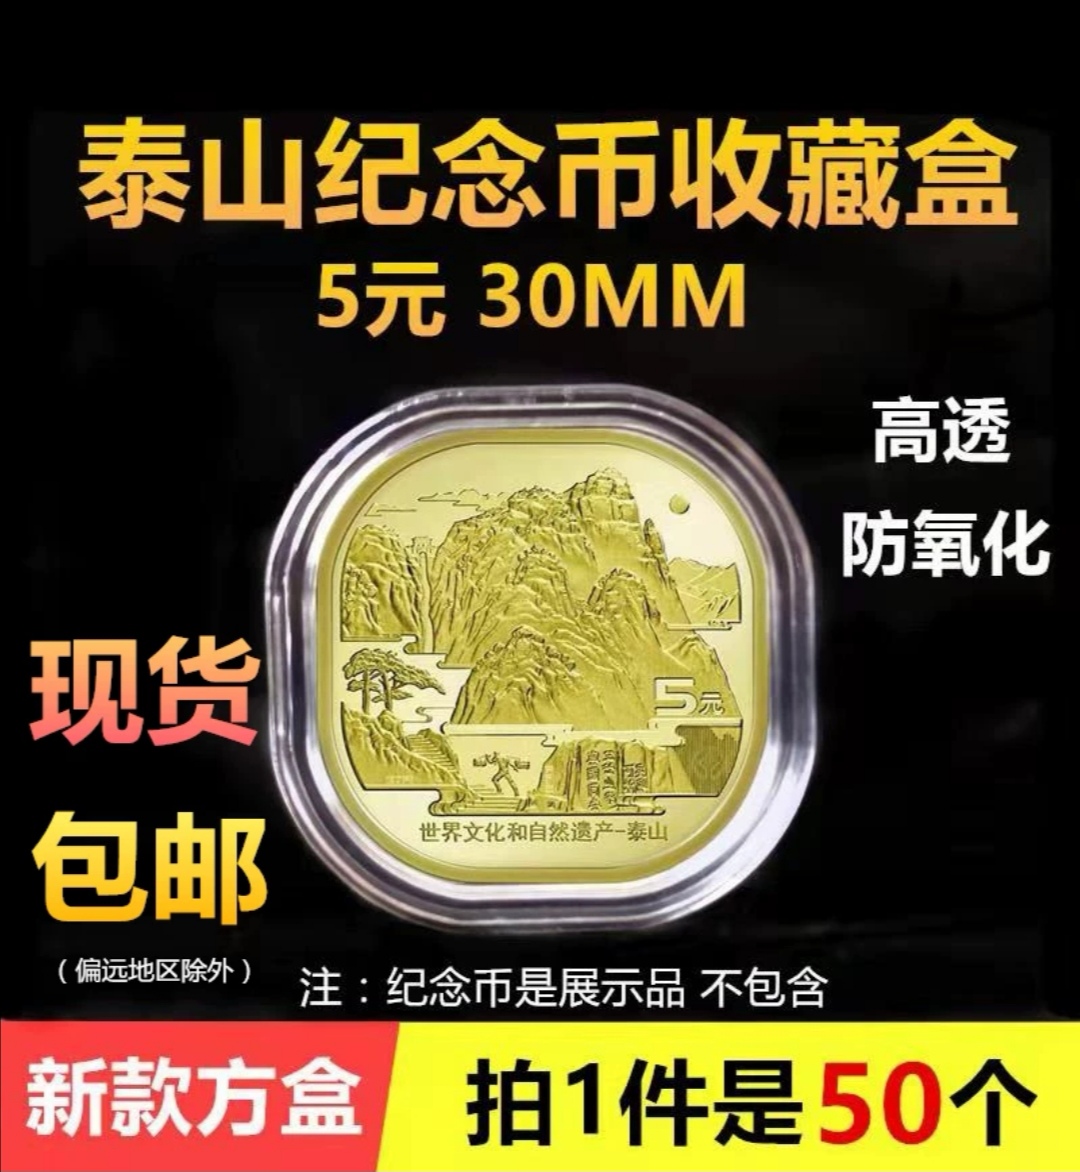 泰山纪念币收藏盒
5元 30MM
高透
防氧化
现货
包邮
（偏远地区除外）
5元
世界文化和自然遗产-泰山
注：纪念币是展示品 不包含
新款方盒
拍1件是50个